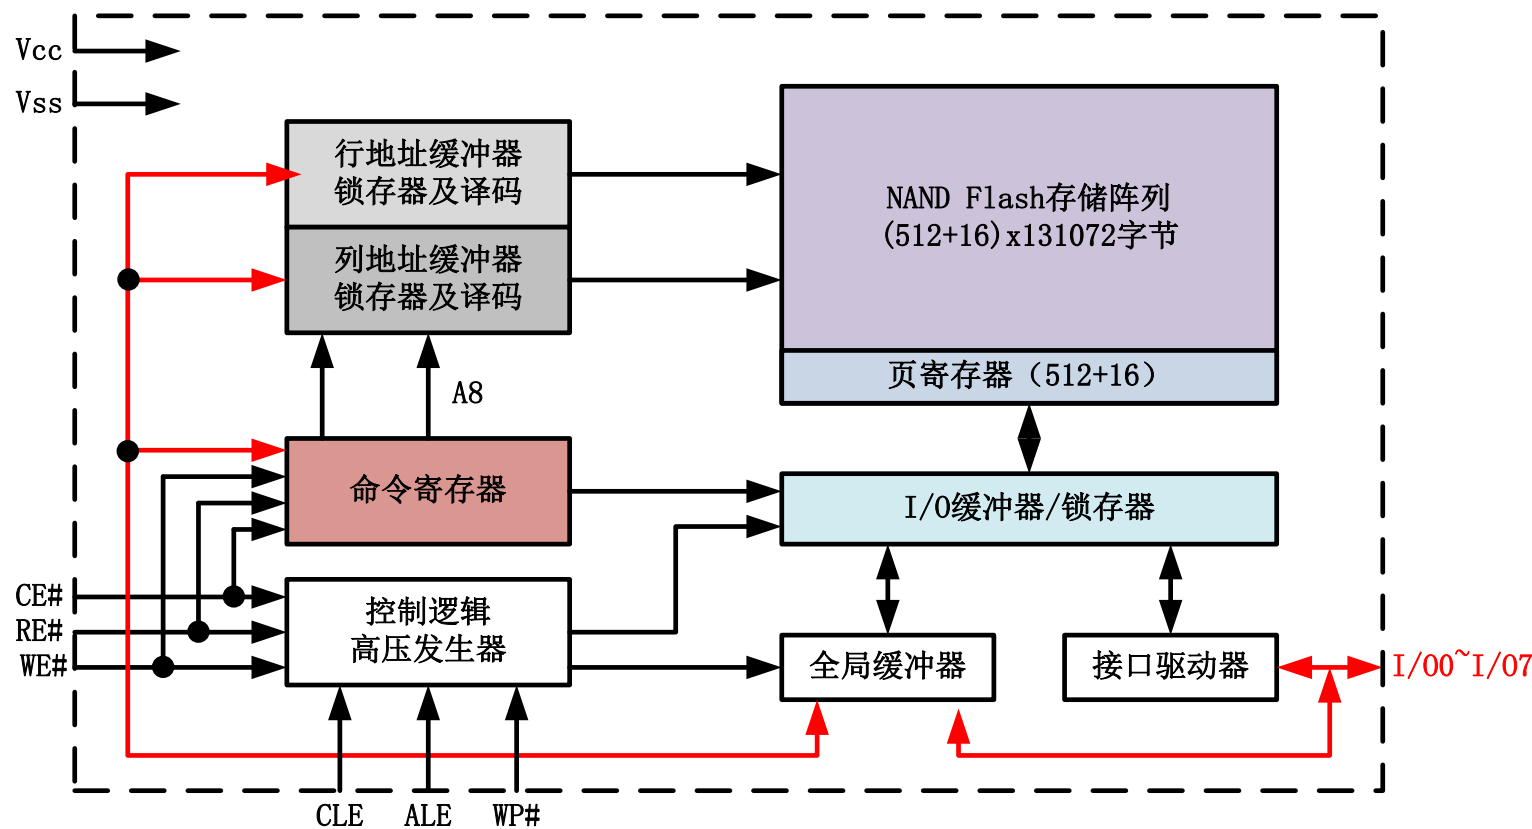 Vcc
Vss
行地址缓冲器
锁存器及译码
列地址缓冲器
锁存器及译码
NAND Flash存储阵列
(512+16)x131072字节
页寄存器（512+16）
A8
命令寄存器
I/O缓冲器/锁存器
CE#
RE#
WE#
控制逻辑
高压发生器
全局缓冲器
接口驱动器
I/00~I/07
CLE
ALE
WP#